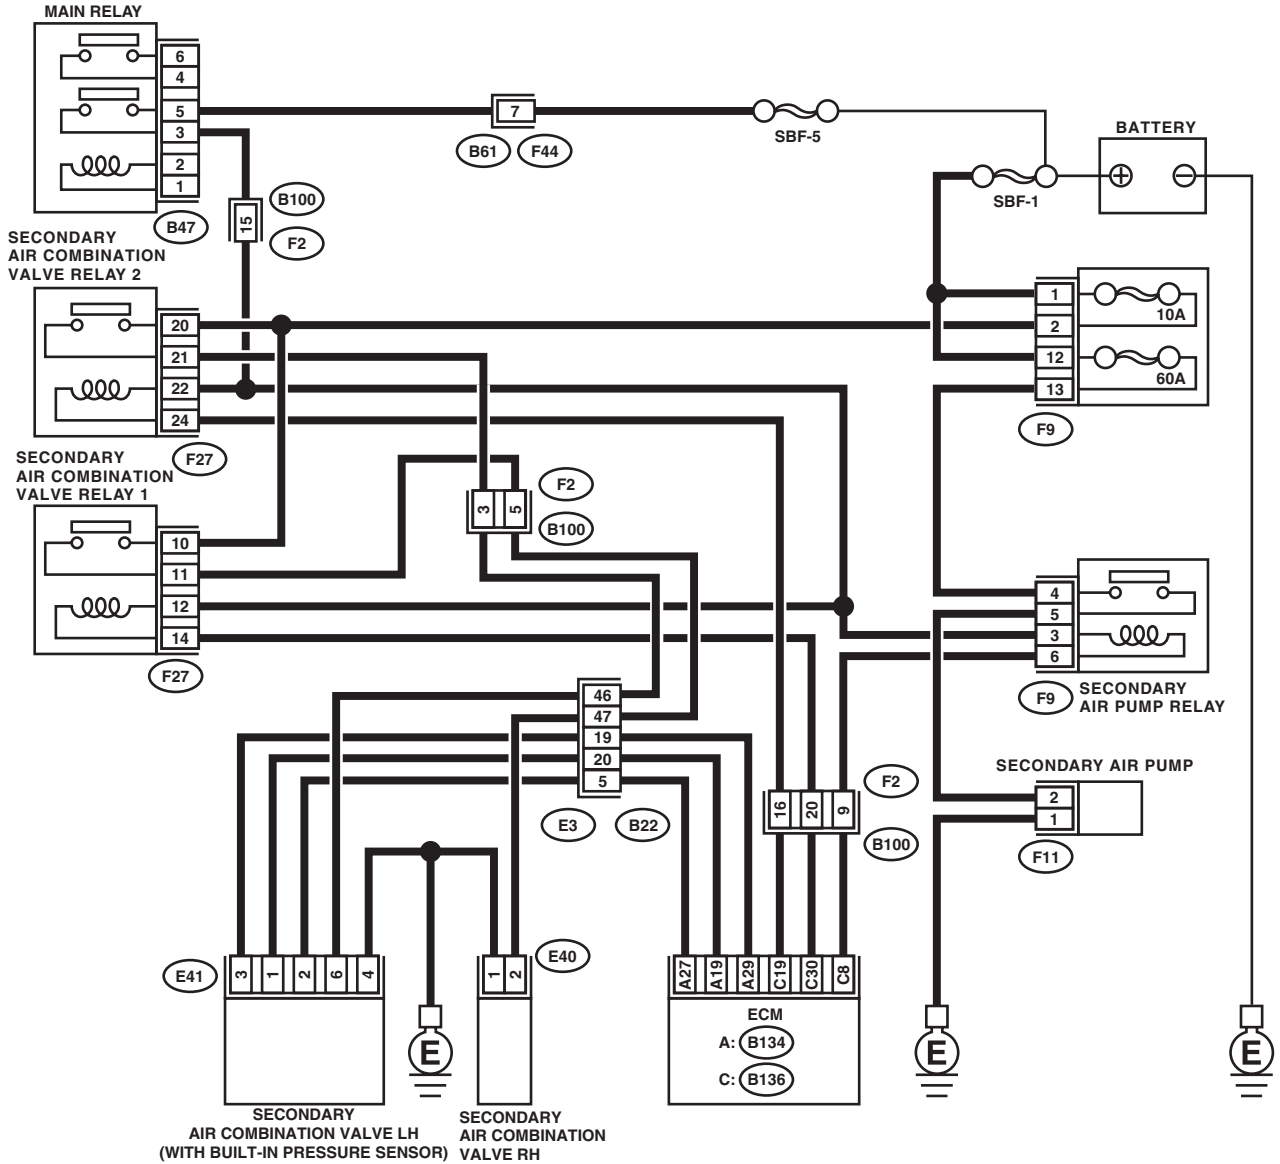 MAIN RELAY
6
4
5
3
2
1
B47
7
B61
F44
SBF-5
BATTERY
SBF-1
B100
15
F2
SECONDARY
AIR COMBINATION
VALVE RELAY 2
20
21
22
24
F27
1
10A
2
12
60A
13
F9
SECONDARY
AIR COMBINATION
VALVE RELAY 1
10
11
12
14
F27
F2
3
5
B100
4
5
3
6
F9
SECONDARY
AIR PUMP RELAY
46
47
19
20
5
E3
B22
SECONDARY AIR PUMP
2
1
F11
F2
16
20
9
B100
E41
3
1
2
6
4
1
2
E40
A27
A19
A29
C19
C30
C8
ECM
A: B134
C: B136
E
E
E
SECONDARY
AIR COMBINATION VALVE LH
(WITH BUILT-IN PRESSURE SENSOR)
SECONDARY
AIR COMBINATION
VALVE RH